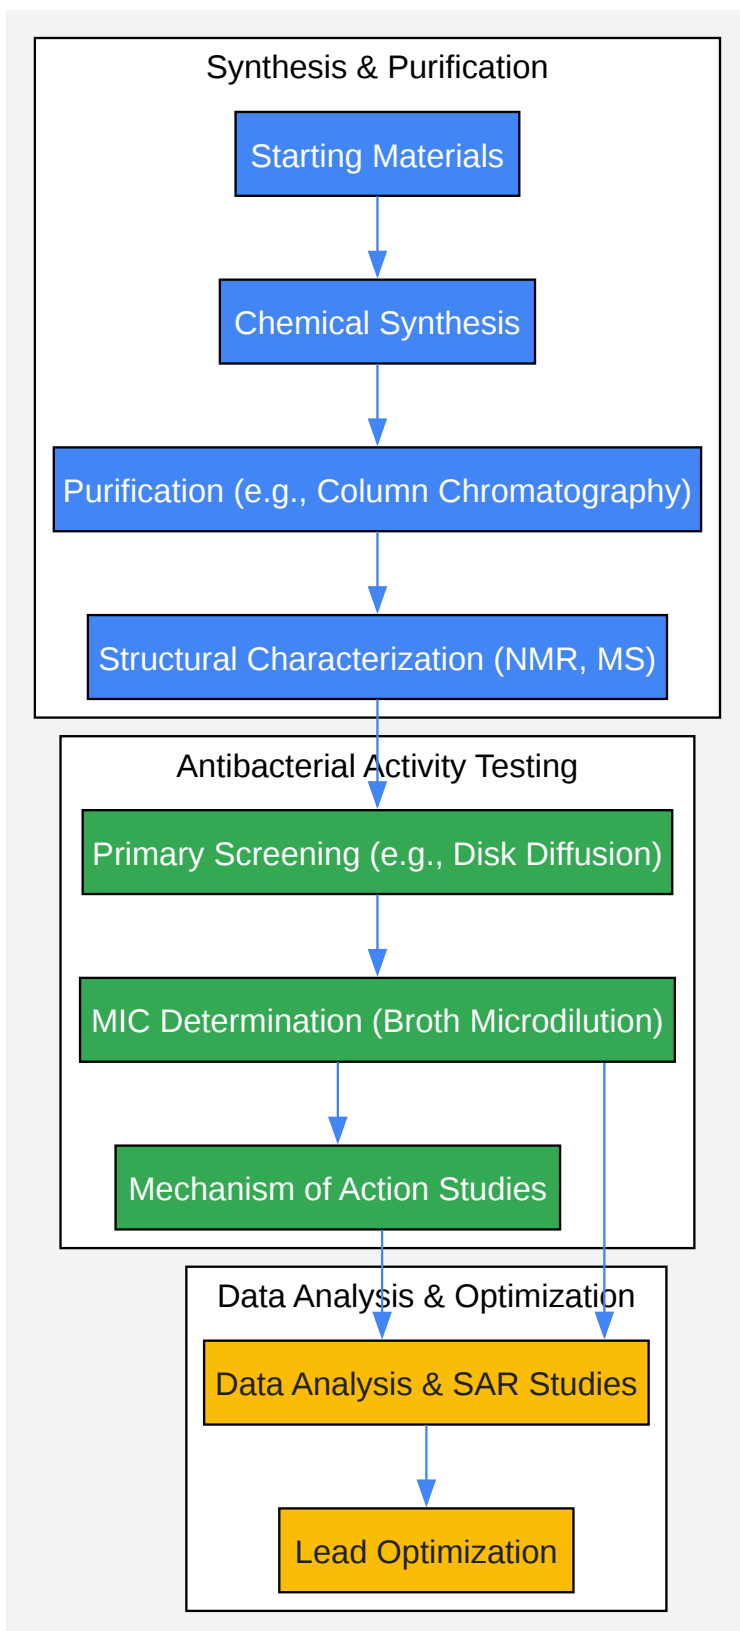 Synthesis & Purification
Starting Materials
Chemical Synthesis
Purification (e.g., Column Chromatography)
Structural Characterization (NMR, MS)
Antibacterial Activity Testing
Primary Screening (e.g., Disk Diffusion)
MIC Determination (Broth Microdilution)
Mechanism of Action Studies
Data Analysis & Optimization
Data Analysis & SAR Studies
Lead Optimization